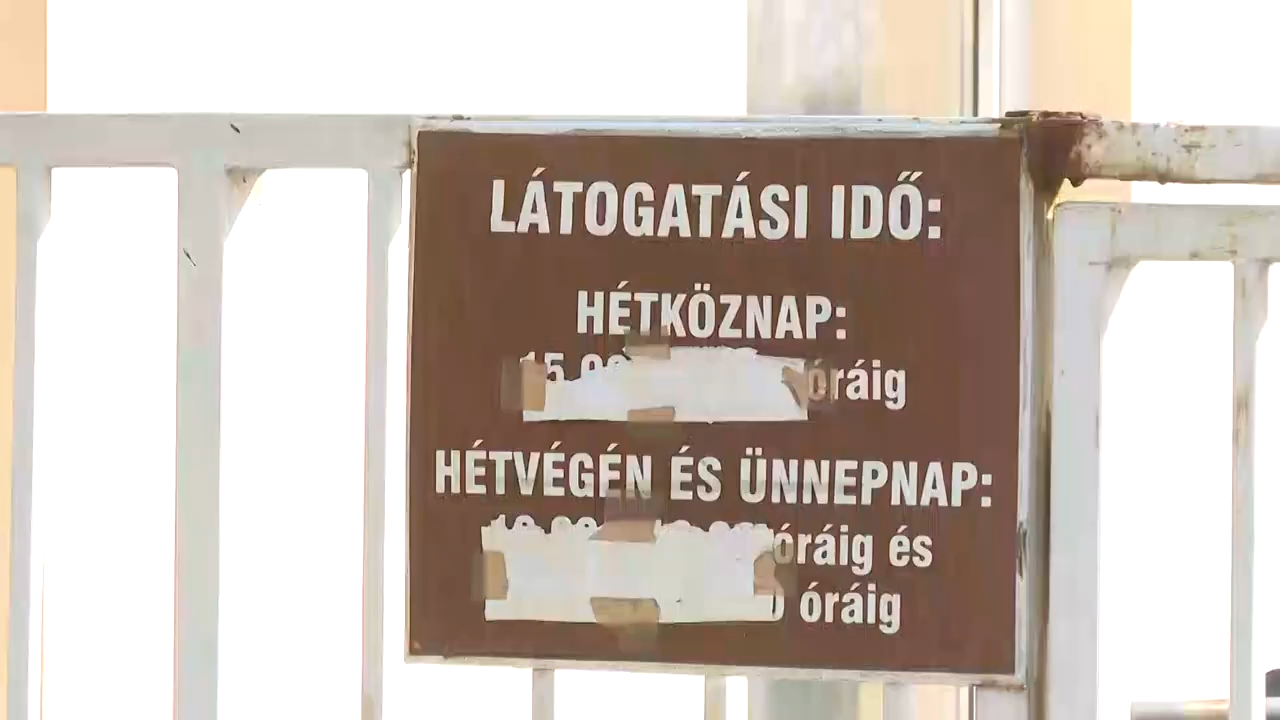 LÁTOGATÁSI IDŐ:
HÉTKÖZNAP:
óráig
HÉTVÉGÉN ÉS ÜNNEPNAP:
óráig és
óráig